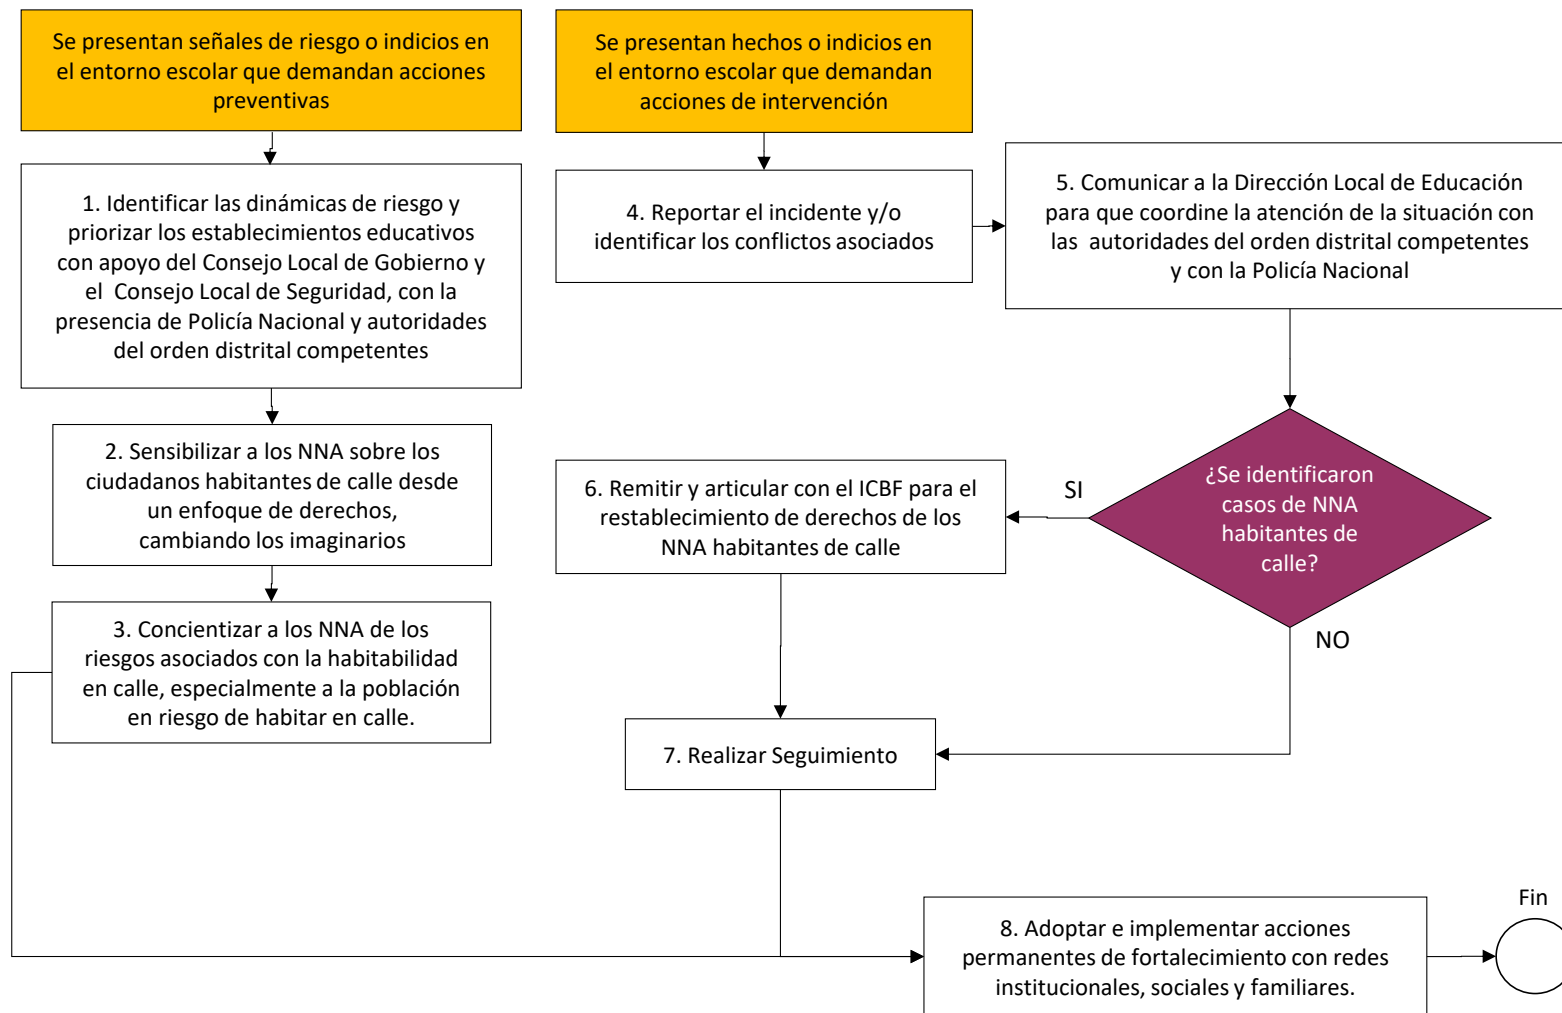 Se presentan señales de riesgo o indicios en
el entorno escolar que demandan acciones
preventivas
Se presentan hechos o indicios en
el entorno escolar que demandan
acciones de intervención
1. Identificar las dinámicas de riesgo y
priorizar los establecimientos educativos
con apoyo del Consejo Local de Gobierno y
el Consejo Local de Seguridad, con la
presencia de Policía Nacional y autoridades
del orden distrital competentes
4. Reportar el incidente y/o
identificar los conflictos asociados
5. Comunicar a la Dirección Local de Educación
para que coordine la atención de la situación con
las autoridades del orden distrital competentes
y con la Policía Nacional
2. Sensibilizar a los NNA sobre los
ciudadanos habitantes de calle desde
un enfoque de derechos,
cambiando los imaginarios
6. Remitir y articular con el ICBF para el
restablecimiento de derechos de los
NNA habitantes de calle
SI
¿Se identificaron
casos de NNA
habitantes de
calle?
NO
3. Concientizar a los NNA de los
riesgos asociados con la habitabilidad
en calle, especialmente a la población
en riesgo de habitar en calle.
7. Realizar Seguimiento
8. Adoptar e implementar acciones
permanentes de fortalecimiento con redes
institucionales, sociales y familiares.
Fin